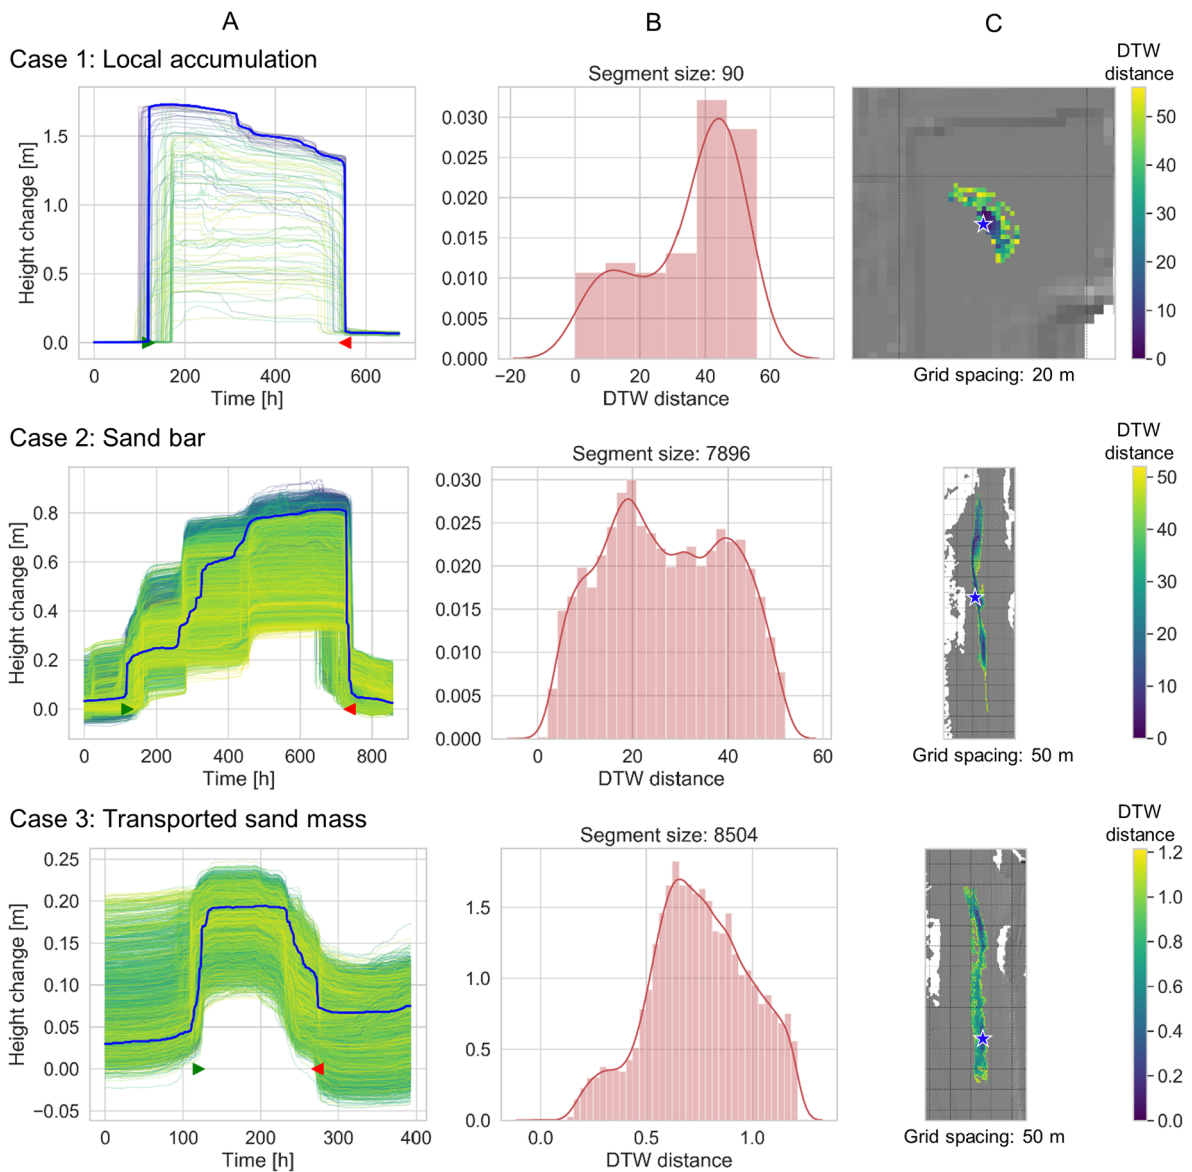 A
B
C
Case 1: Local accumulation
Segment size: 90
DTW
distance
Height change [m]
0.0
0.5
1.0
1.5
0
200
400
600
Time [h]
0.000
0.005
0.010
0.015
0.020
0.025
0.030
−20
0
20
40
60
DTW distance
Grid spacing: 20 m
50
40
30
20
10
0
Case 2: Sand bar
Segment size: 7896
DTW
distance
Height change [m]
0.0
0.2
0.4
0.6
0.8
0
200
400
600
800
Time [h]
0.000
0.005
0.010
0.015
0.020
0.025
0.030
0
20
40
60
DTW distance
Grid spacing: 50 m
50
40
30
20
10
0
Case 3: Transported sand mass
Segment size: 8504
DTW
distance
Height change [m]
−0.05
0.00
0.05
0.10
0.15
0.20
0.25
0
100
200
300
400
Time [h]
0.0
0.5
1.0
1.5
0.0
0.5
1.0
DTW distance
Grid spacing: 50 m
1.2
1.0
0.8
0.6
0.4
0.2
0.0